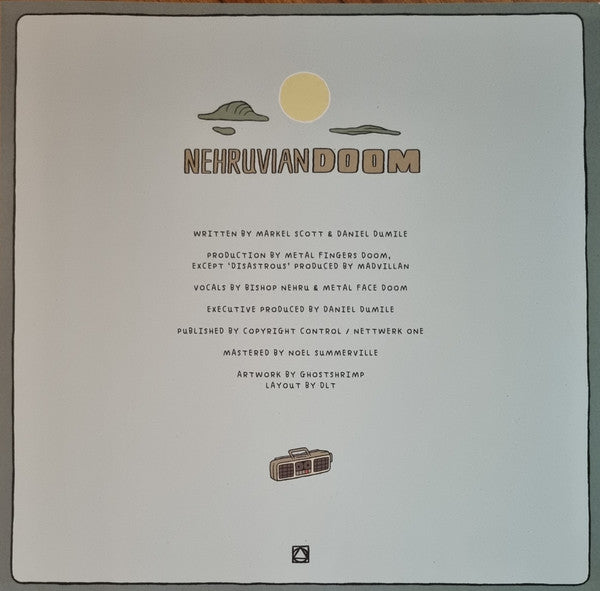 NEHRUVIANDOOM
WRITTEN BY MARKEL SCOTT & DANIEL DUMILE
PRODUCTION BY METAL FINGERS DOOM,
EXCEPT 'DISASTROUS' PRODUCED BY MADVILLAN
VOCALS BY BISHOP NEHRU & METAL FACE DOOM
EXECUTIVE PRODUCED BY DANIEL DUMILE
PUBLISHED BY COPYRIGHT CONTROL / NETTWERK ONE
MASTERED BY NOEL SUMMERVILLE
ARTWORK BY GHOSTSHRIMP
LAYOUT BY DLT